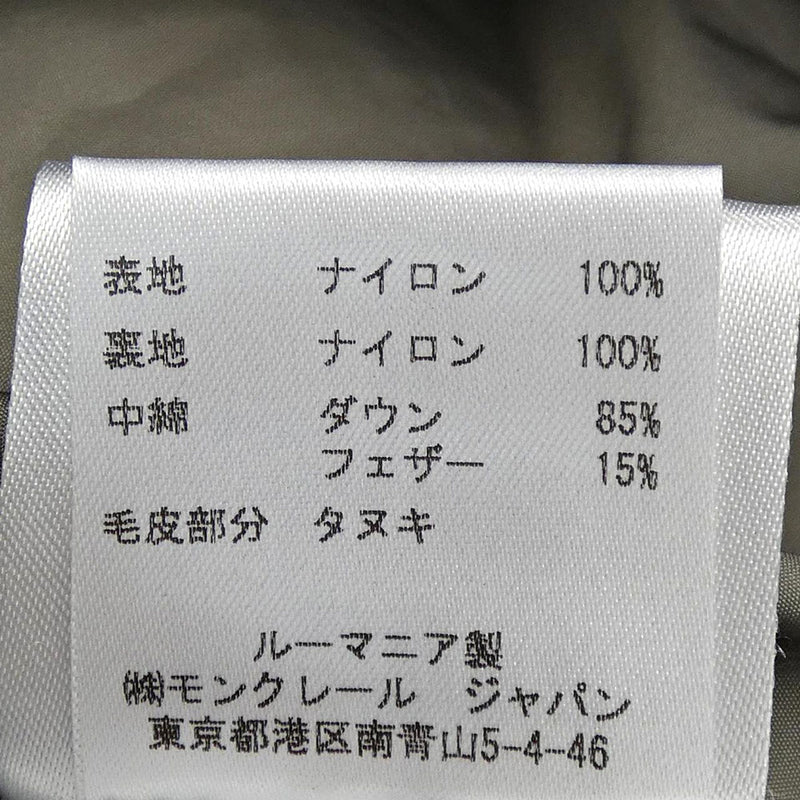 表地 ナイロン 100%
裏地 ナイロン 100%
中綿 ダウン 85%
フェザー 15%
毛皮部分 タヌキ
ルーマニア製
㈱モンクレール ジャパン
東京都港区南青山5-4-46